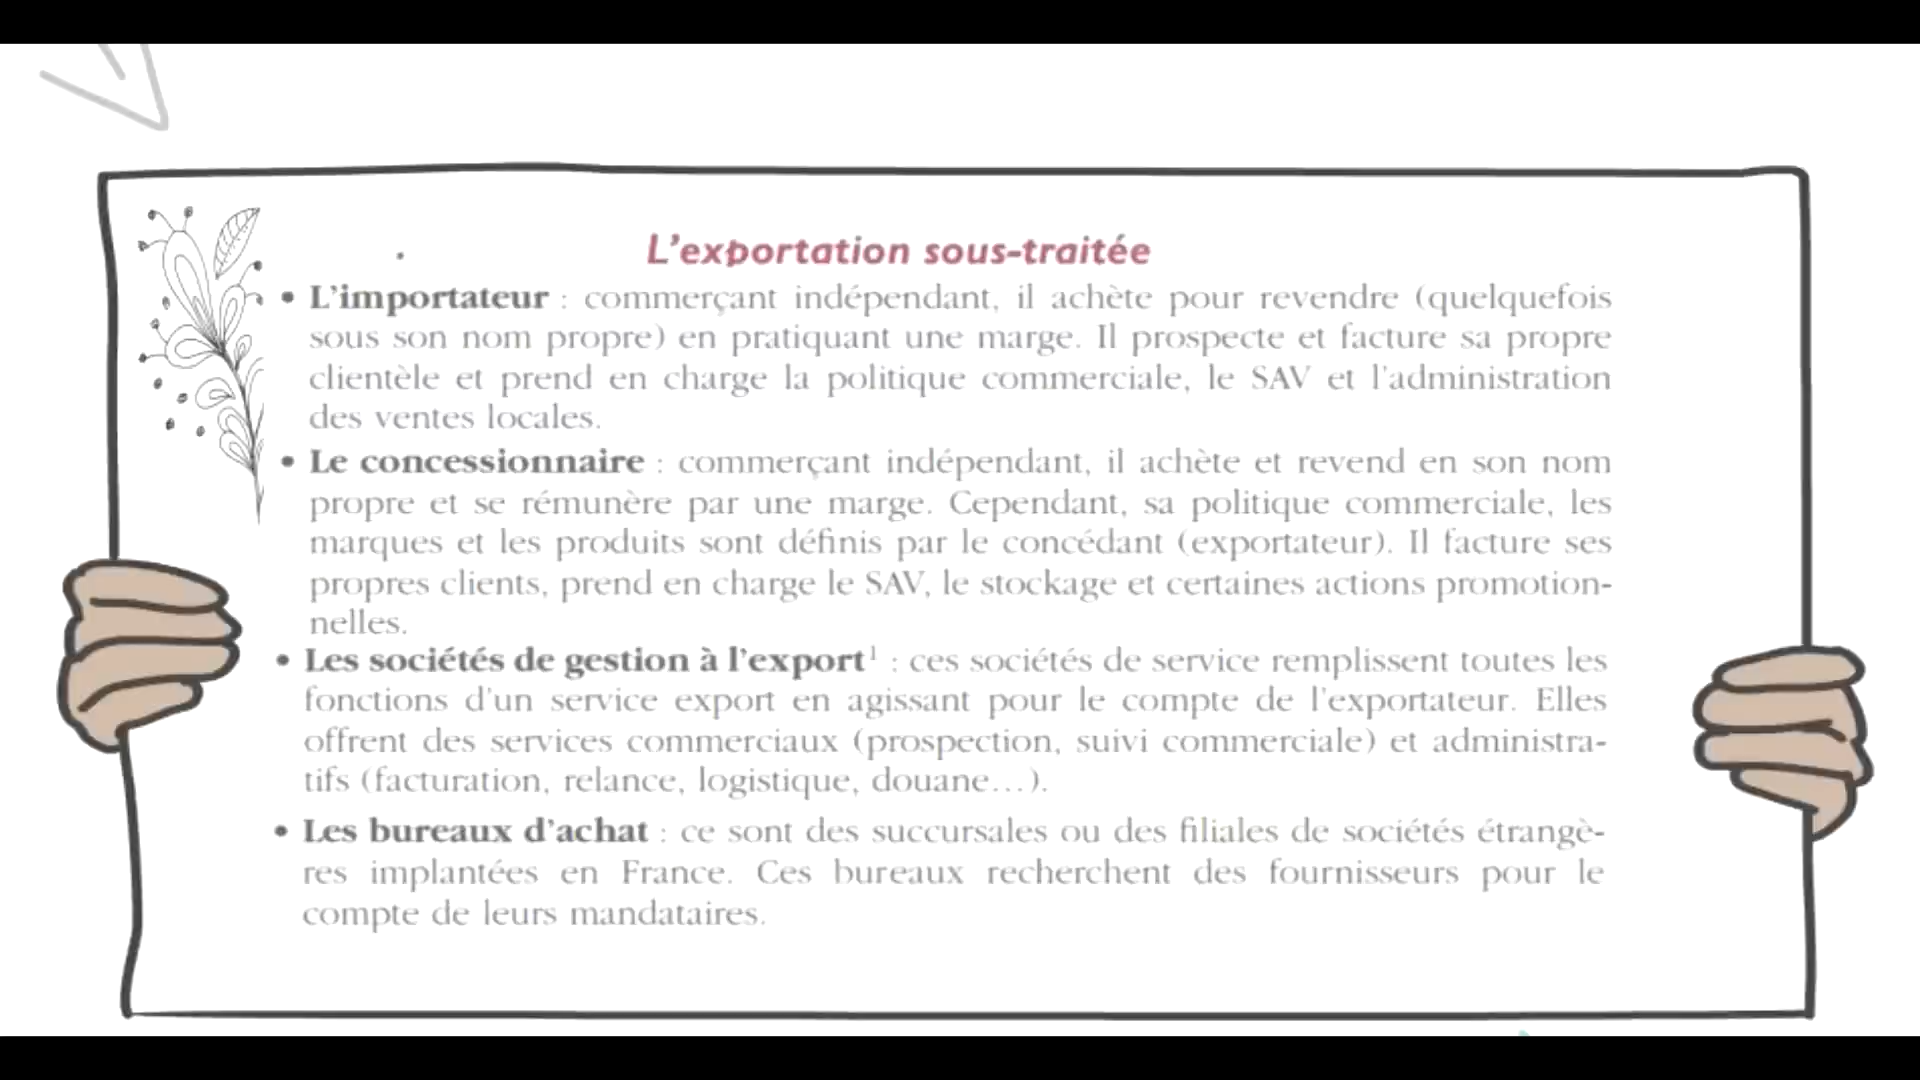 L'exportation sous-traitée
• L'importateur : commerçant indépendant, il achète pour revendre (quelquefois
sous son nom propre) en pratiquant une marge. Il prospecte et facture sa propre
clientèle et prend en charge la politique commerciale, le SAV et l'administration
des ventes locales.
• Le concessionnaire : commerçant indépendant, il achète et revend en son nom
propre et se rémunère par une marge. Cependant, sa politique commerciale, les
marques et les produits sont définis par le concédant (exportateur). Il facture ses
propres clients, prend en charge le SAV, le stockage et certaines actions promotion-
nelles.
• Les sociétés de gestion à l'export¹ : ces sociétés de service remplissent toutes les
fonctions d'un service export en agissant pour le compte de l'exportateur. Elles
offrent des services commerciaux (prospection, suivi commerciale) et administra-
tifs (facturation, relance, logistique, douane...).
• Les bureaux d'achat : ce sont des succursales ou des filiales de sociétés étrangè-
res implantées en France. Ces bureaux recherchent des fournisseurs pour le
compte de leurs mandataires.